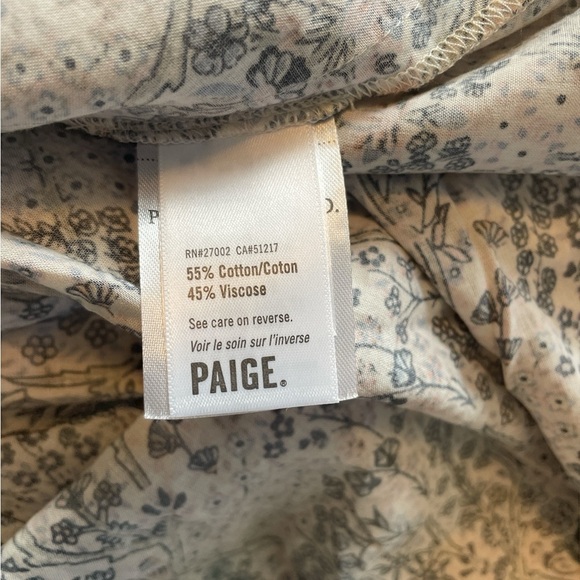 RN#27002 CA#51217
55% Cotton/Coton
45% Viscose
See care on reverse.
Voir le soin sur l'inverse
PAIGE®